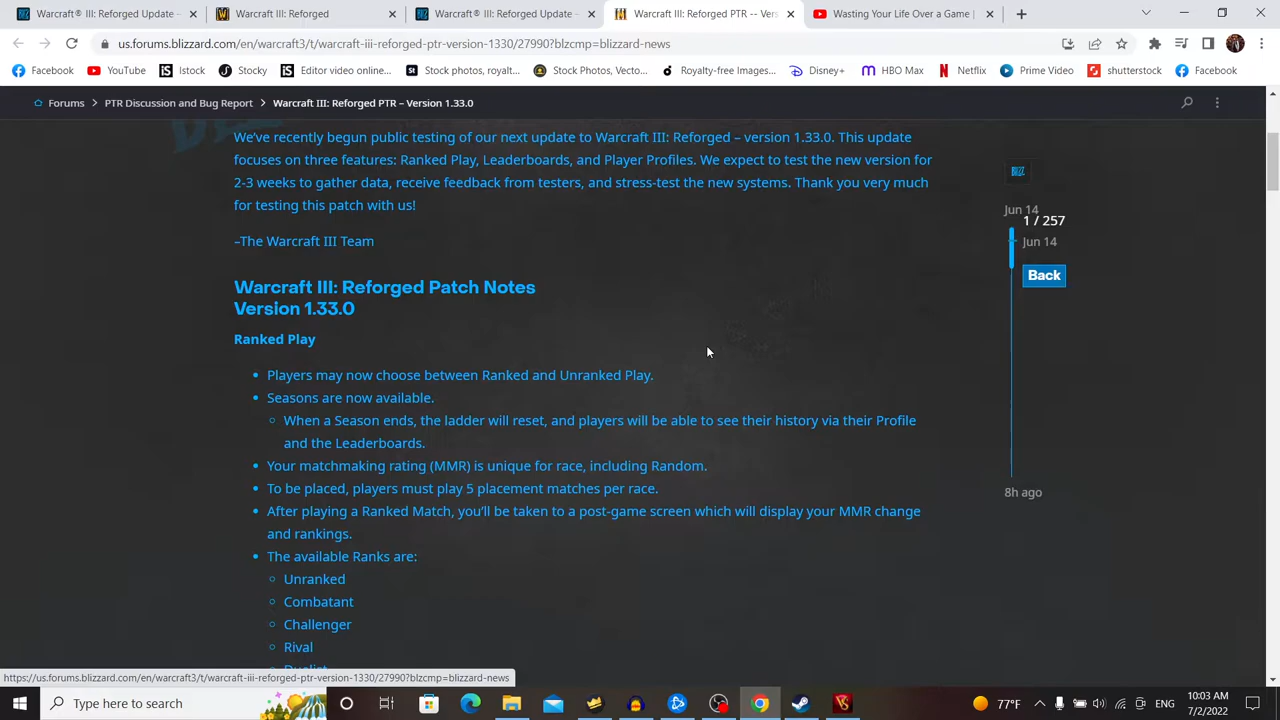 Warcraft® III: Reforged Update –
Warcraft III: Reforged
Warcraft® III: Reforged Update –
Warcraft III: Reforged PTR -- Vers
Wasting Your Life Over a Game |
us.forums.blizzard.com/en/warcraft3/t/warcraft-iii-reforged-ptr-version-1330/27990?blzcmp=blizzard-news
Facebook
YouTube
Istock
Stocky
Editor video online...
Stock photos, royalt...
Stock Photos, Vecto...
Royalty-free Images...
Disney+
HBO Max
Netflix
Prime Video
shutterstock
Facebook
Forums > PTR Discussion and Bug Report > Warcraft III: Reforged PTR – Version 1.33.0
We've recently begun public testing of our next update to Warcraft III: Reforged – version 1.33.0. This update
focuses on three features: Ranked Play, Leaderboards, and Player Profiles. We expect to test the new version for
2-3 weeks to gather data, receive feedback from testers, and stress-test the new systems. Thank you very much
for testing this patch with us!
–The Warcraft III Team
Warcraft III: Reforged Patch Notes
Version 1.33.0
Ranked Play
• Players may now choose between Ranked and Unranked Play.
• Seasons are now available.
◦ When a Season ends, the ladder will reset, and players will be able to see their history via their Profile
and the Leaderboards.
• Your matchmaking rating (MMR) is unique for race, including Random.
• To be placed, players must play 5 placement matches per race.
• After playing a Ranked Match, you'll be taken to a post-game screen which will display your MMR change
and rankings.
• The available Ranks are:
◦ Unranked
◦ Combatant
◦ Challenger
◦ Rival
◦ Duelist
BLIZZ
Jun 14
1 / 257
Jun 14
Back
8h ago
https://us.forums.blizzard.com/en/warcraft3/t/warcraft-iii-reforged-ptr-version-1330/27990?blzcmp=blizzard-news
Type here to search
77°F
ENG
10:03 AM
7/2/2022